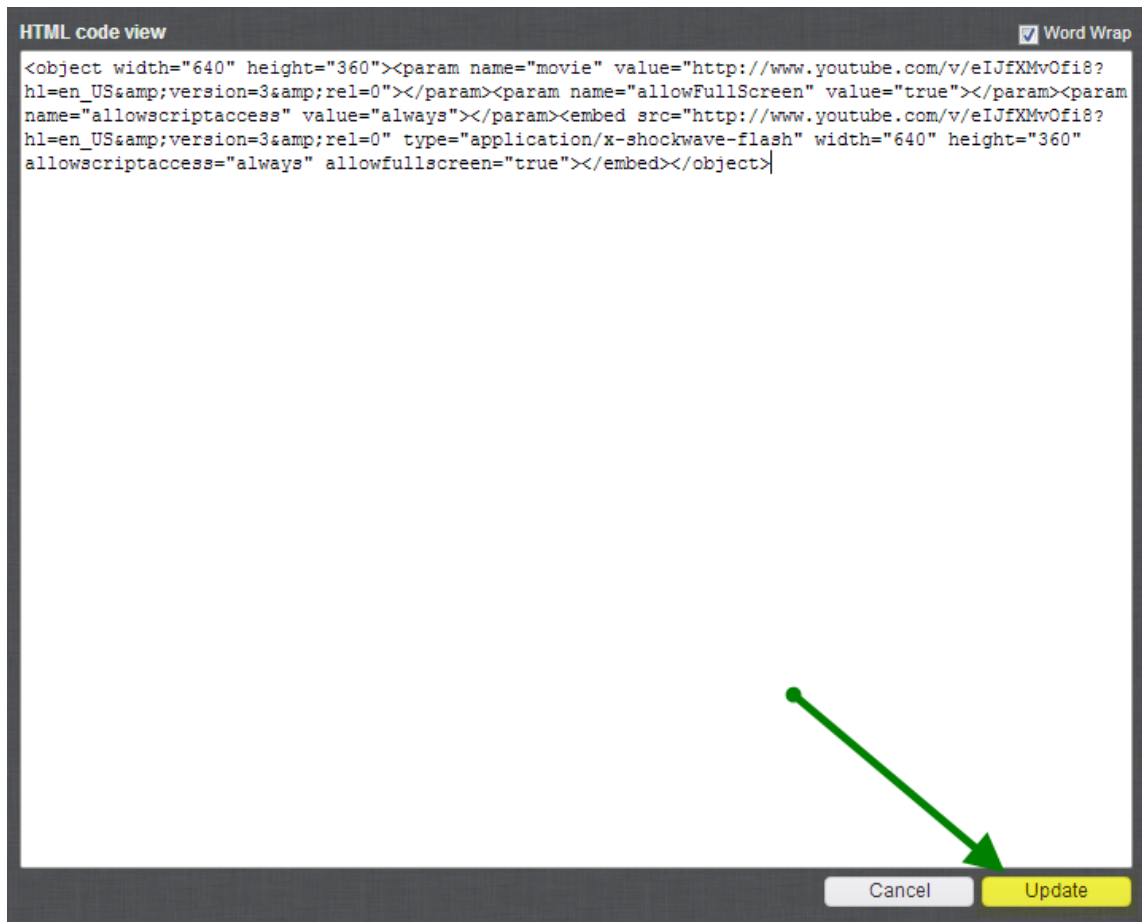 HTML code view
Word Wrap
<object width="640" height="360"><param name="movie" value="http://www.youtube.com/v/eIJfXMvOfi8?
hl=en_US&amp;version=3&amp;rel=0"></param><param name="allowFullScreen" value="true"></param><param
name="allowscriptaccess" value="always"></param><embed src="http://www.youtube.com/v/eIJfXMvOfi8?
hl=en_US&amp;version=3&amp;rel=0" type="application/x-shockwave-flash" width="640" height="360"
allowscriptaccess="always" allowfullscreen="true"></embed></object>
Cancel
Update